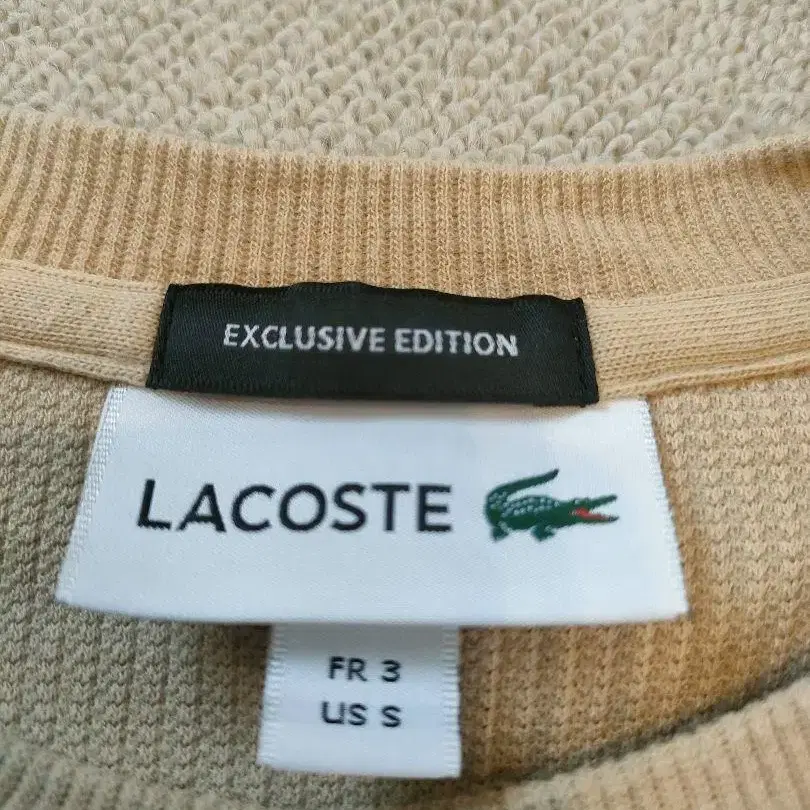 EXCLUSIVE EDITION
LACOSTE
FR 3
US S